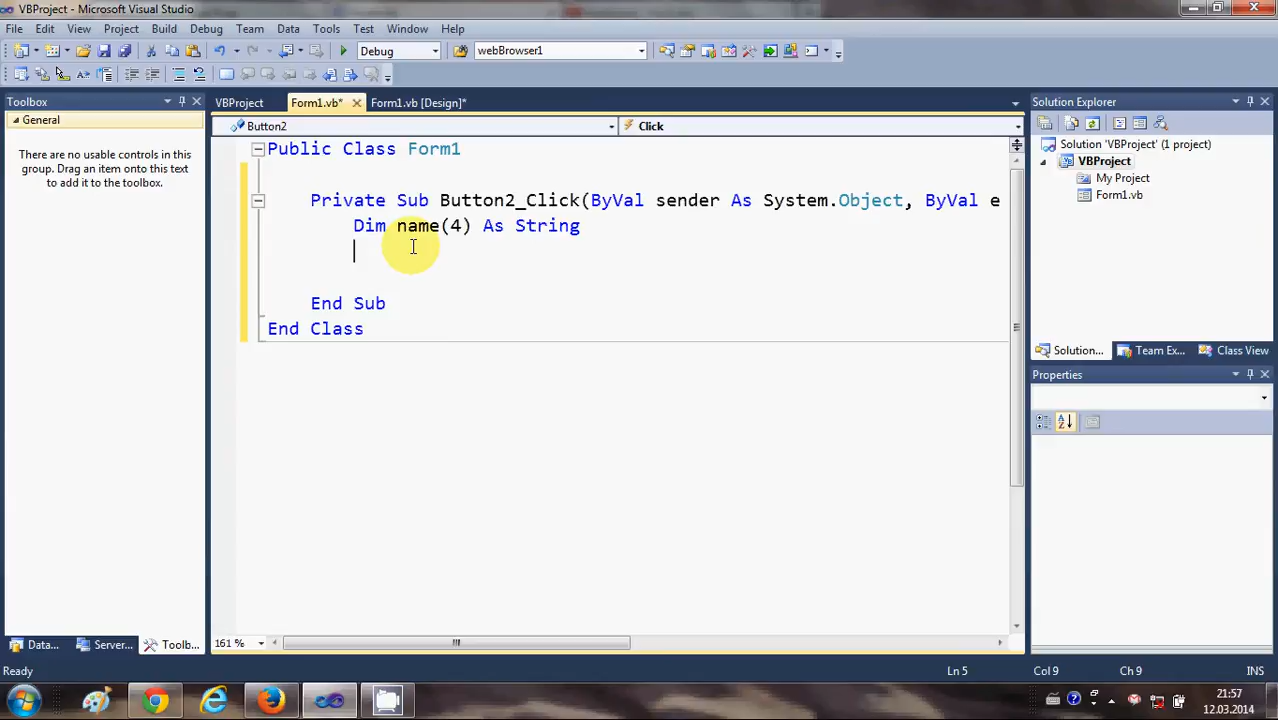 VBProject - Microsoft Visual Studio
File Edit View Project Build Debug Team Data Tools Test Window Help
Debug webBrowser1
Toolbox
General
There are no usable controls in this
group. Drag an item onto this text
to add it to the toolbox.
Data... Server... Toolb...
VBProject Form1.vb* Form1.vb [Design]*
Button2 Click
Public Class Form1
Private Sub Button2_Click(ByVal sender As System.Object, ByVal e
Dim name(4) As String
End Sub
End Class
161 %
Solution Explorer
Solution 'VBProject' (1 project)
VBProject
My Project
Form1.vb
Solution... Team Ex... Class View
Properties
Ready Ln 5 Col 9 Ch 9 INS
21:57
12.03.2014